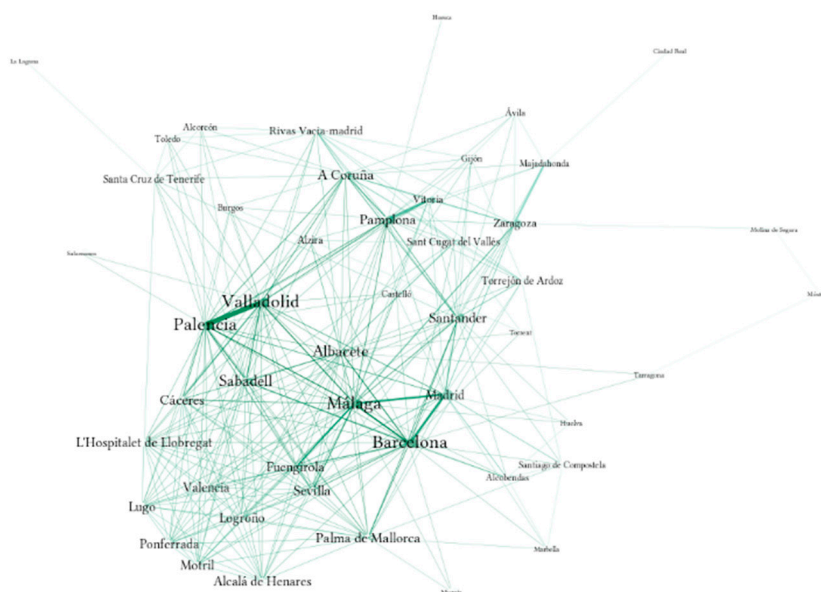 Huesca
Ciudad Real
La Laguna
Ávila
Alcorcón
Rivas Vacia-madrid
Toledo
Gijón
Majadahonda
A Coruña
Santa Cruz de Tenerife
Vitoria
Burgos
Pamplona
Zaragoza
Molina de Segura
Alzira
Sant Cugat del Vallès
Salamanca
Torrejón de Ardoz
Castelló
Valladolid
Santander
Palencia
Torrent
Albacete
Tarragona
Sabadell
Madrid
Cáceres
Málaga
Huelva
L'Hospitalet de Llobregat
Barcelona
Santiago de Compostela
Fuengirola
Alcobendas
Valencia
Sevilla
Lugo
Logroño
Palma de Mallorca
Ponferrada
Marbella
Motril
Alcalá de Henares